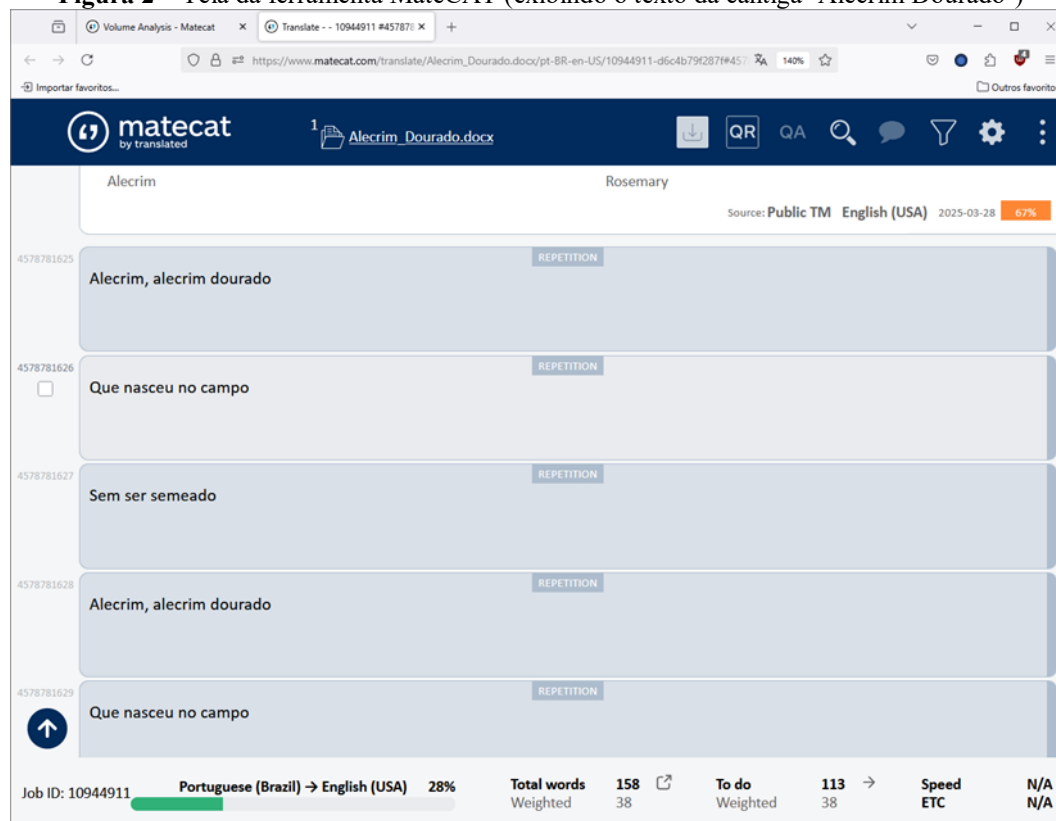 Figura 2 – Tela da ferramenta MateCAT (exibindo o texto da cantiga "Alecrim Dourado")
Volume Analysis - Matecat × Translate - - 10944911 #457878 × +
https://www.matecat.com/translate/Alecrim_Dourado.docx/pt-BR-en-US/10944911-d6c4b79f287f#457 140%
Importar favoritos... Outros favorito
matecat
by translated
1 Alecrim_Dourado.docx QR QA
Alecrim Rosemary
Source: Public TM English (USA) 2025-03-28 67%
4578781625 REPETITION
Alecrim, alecrim dourado
4578781626 REPETITION
Que nasceu no campo
4578781627 REPETITION
Sem ser semeado
4578781628 REPETITION
Alecrim, alecrim dourado
4578781629 REPETITION
Que nasceu no campo
Job ID: 10944911 Portuguese (Brazil) → English (USA) 28% Total words 158 To do 113 → Speed N/A
Weighted 38 Weighted 38 ETC N/A